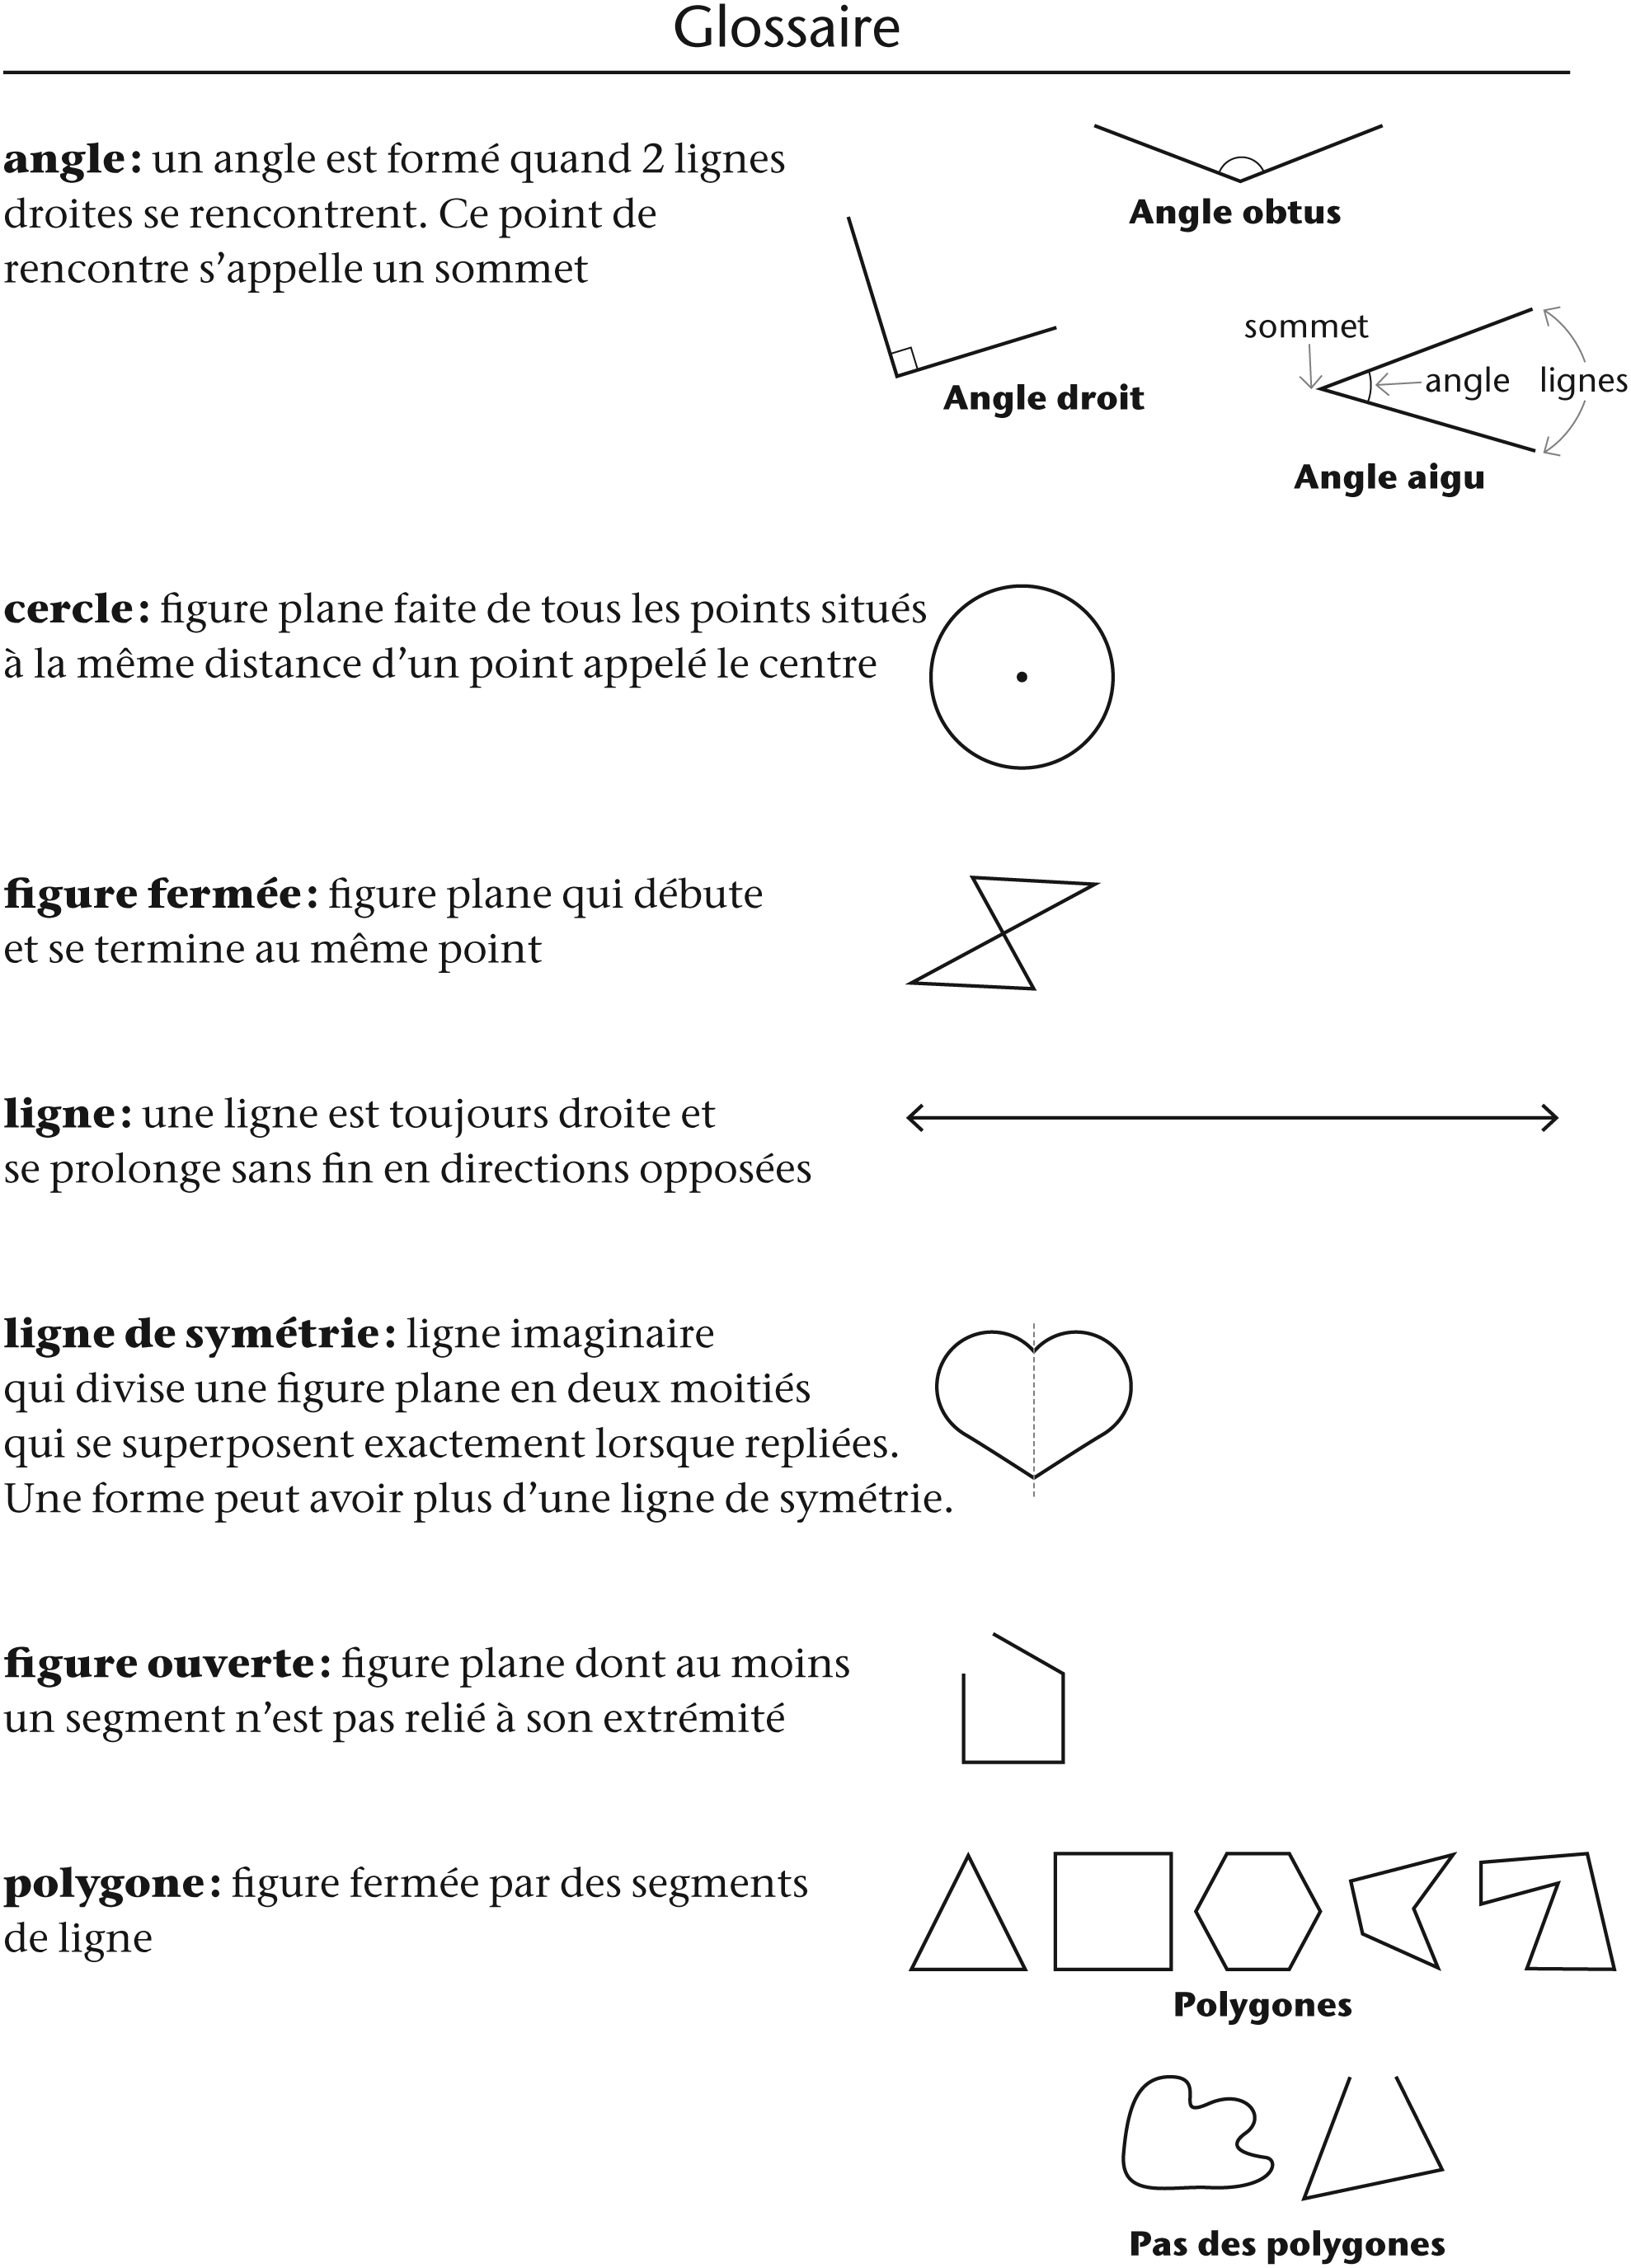 Glossaire
angle : un angle est formé quand 2 lignes
droites se rencontrent. Ce point de
rencontre s’appelle un sommet
Angle obtus
Angle droit
sommet
angle
lignes
Angle aigu
cercle : figure plane faite de tous les points situés
à la même distance d’un point appelé le centre
figure fermée : figure plane qui débute
et se termine au même point
ligne : une ligne est toujours droite et
se prolonge sans fin en directions opposées
ligne de symétrie : ligne imaginaire
qui divise une figure plane en deux moitiés
qui se superposent exactement lorsque repliées.
Une forme peut avoir plus d’une ligne de symétrie.
figure ouverte : figure plane dont au moins
un segment n’est pas relié à son extrémité
polygone : figure fermée par des segments
de ligne
Polygones
Pas des polygones